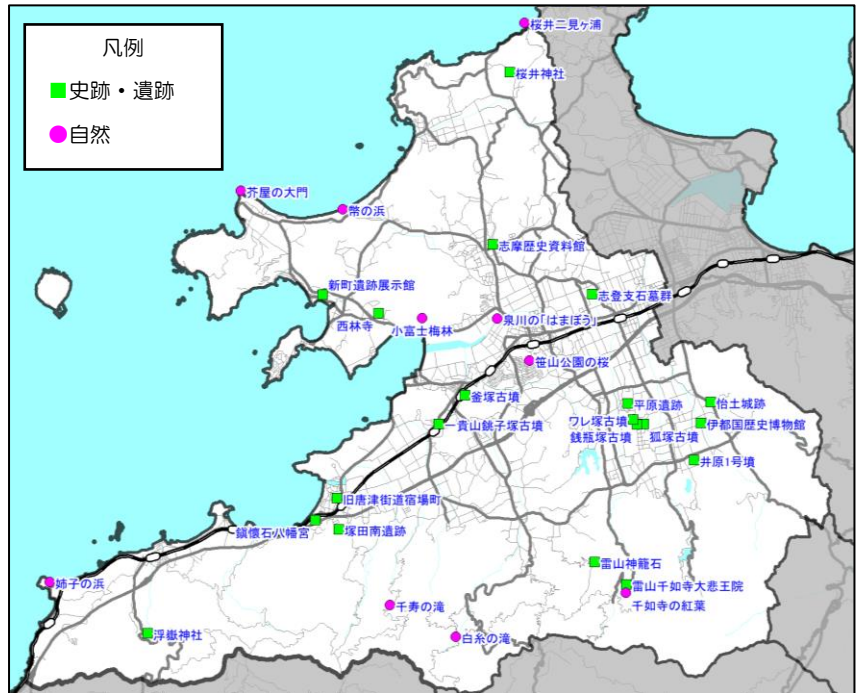 凡例
史跡・遺跡
自然
桜井二見ヶ浦
桜井神社
芥屋の大門
幣の浜
志摩歴史資料館
新町遺跡展示館
志登支石墓群
西林寺
小富士梅林
泉川の「はまぼう」
笹山公園の桜
釜塚古墳
平原遺跡
怡土城跡
一貴山銚子塚古墳
ワレ塚古墳
伊都国歴史博物館
銭瓶塚古墳
狐塚古墳
井原1号墳
旧唐津街道宿場町
鎮懐石八幡宮
塚田南遺跡
雷山神籠石
姉子の浜
雷山千如寺大悲王院
千寿の滝
千如寺の紅葉
浮嶽神社
白糸の滝